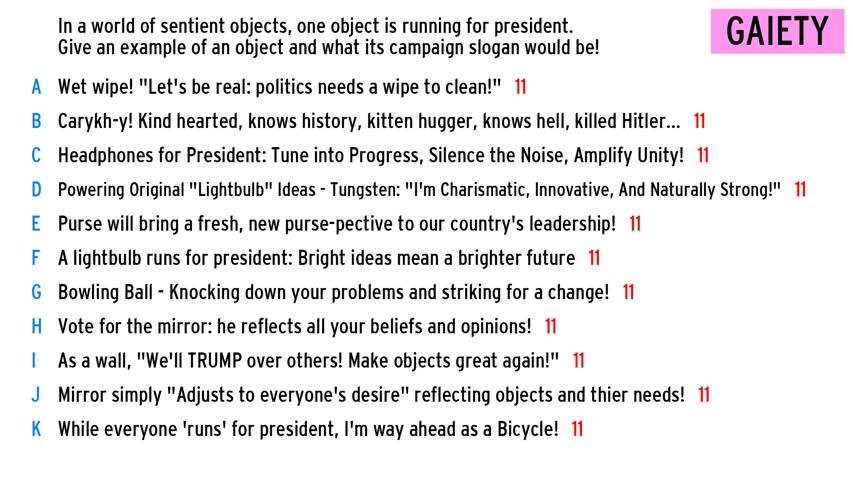 In a world of sentient objects, one object is running for president.
Give an example of an object and what its campaign slogan would be!
GAIETY
A Wet wipe! "Let's be real: politics needs a wipe to clean!" 11
B Carykh-y! Kind hearted, knows history, kitten hugger, knows hell, killed Hitler... 11
C Headphones for President: Tune into Progress, Silence the Noise, Amplify Unity! 11
D Powering Original "Lightbulb" Ideas - Tungsten: "I'm Charismatic, Innovative, And Naturally Strong!" 11
E Purse will bring a fresh, new purse-pective to our country's leadership! 11
F A lightbulb runs for president: Bright ideas mean a brighter future 11
G Bowling Ball - Knocking down your problems and striking for a change! 11
H Vote for the mirror: he reflects all your beliefs and opinions! 11
I As a wall, "We'll TRUMP over others! Make objects great again!" 11
J Mirror simply "Adjusts to everyone's desire" reflecting objects and thier needs! 11
K While everyone 'runs' for president, I'm way ahead as a Bicycle! 11